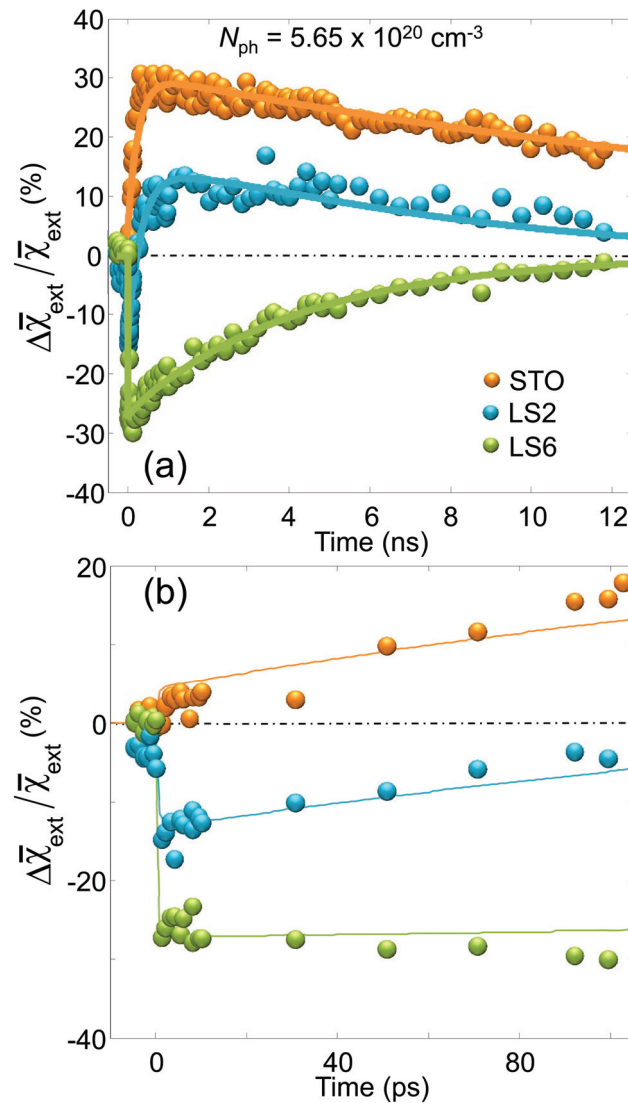 40
N_ph = 5.65 x 10^20 cm^-3
30
20
10
0
-10
-20
-30
-40
Δχ̅_ext/χ̅_ext (%)
STO
LS2
LS6
(a)
0 2 4 6 8 10 12
Time (ns)
20
(b)
0
-20
-40
Δχ̅_ext/χ̅_ext (%)
0 40 80
Time (ps)